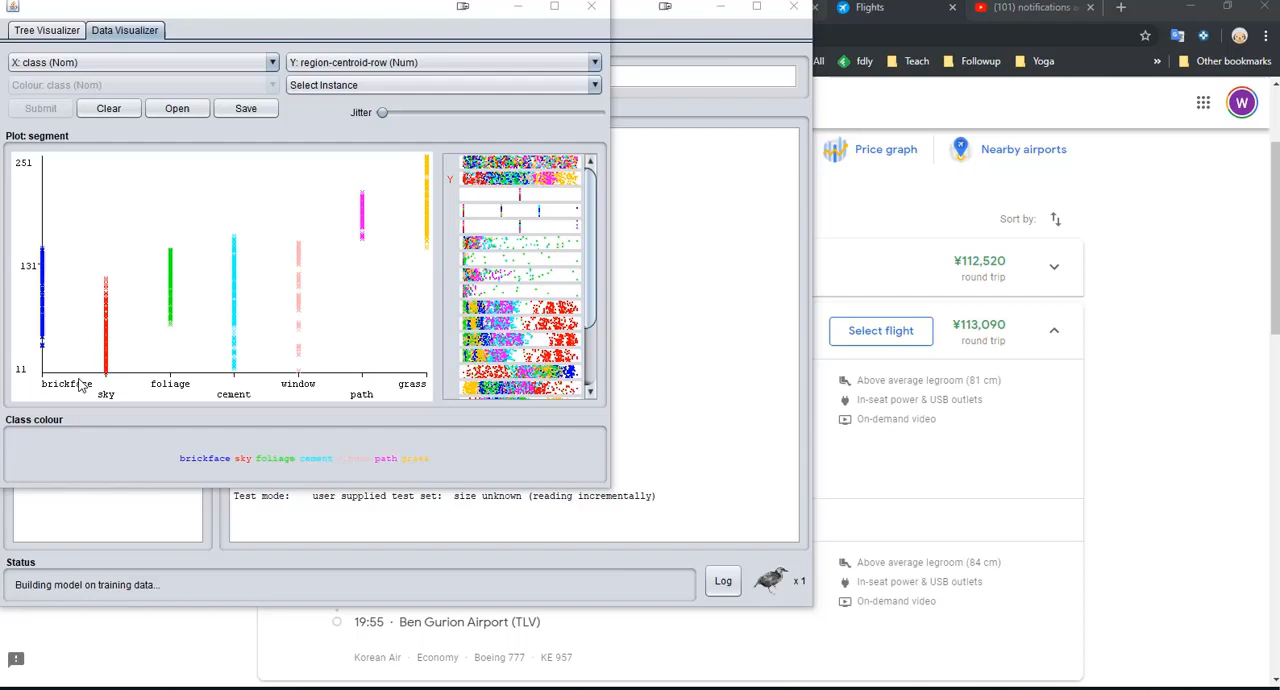 Tree Visualizer Data Visualizer
X: class (Nom) Y: region-centroid-row (Num)
Colour: class (Nom) Select Instance
Submit Clear Open Save Jitter
Plot: segment
251
131
11
brickface foliage window grass
sky cement path
Y
Class colour
brickface sky foliage cement path grass
Test mode: user supplied test set: size unknown (reading incrementally)
Status
Building model on training data...
Log x 1
Flights (101) notifications
All fdly Teach Followup Yoga » Other bookmarks
W
Price graph Nearby airports
Sort by:
¥112,520
round trip
Select flight ¥113,090
round trip
Above average legroom (81 cm)
In-seat power & USB outlets
On-demand video
Above average legroom (84 cm)
In-seat power & USB outlets
On-demand video
19:55 · Ben Gurion Airport (TLV)
Korean Air · Economy · Boeing 777 · KE 957